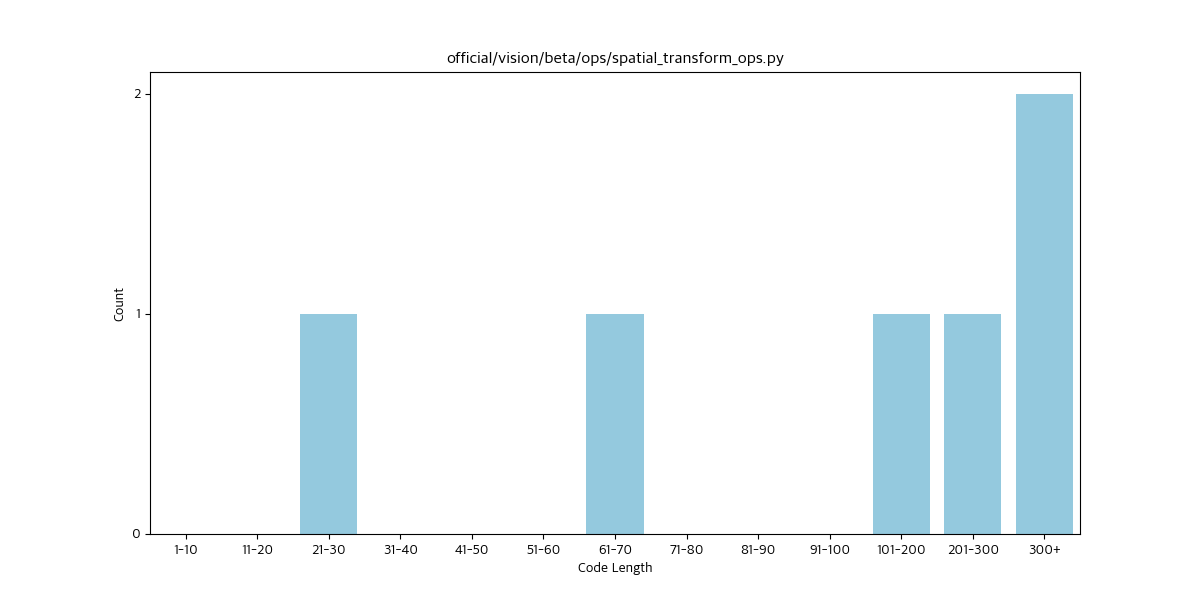 official/vision/beta/ops/spatial_transform_ops.py
2
1
0
Count
1-10 11-20 21-30 31-40 41-50 51-60 61-70 71-80 81-90 91-100 101-200 201-300 300+
Code Length